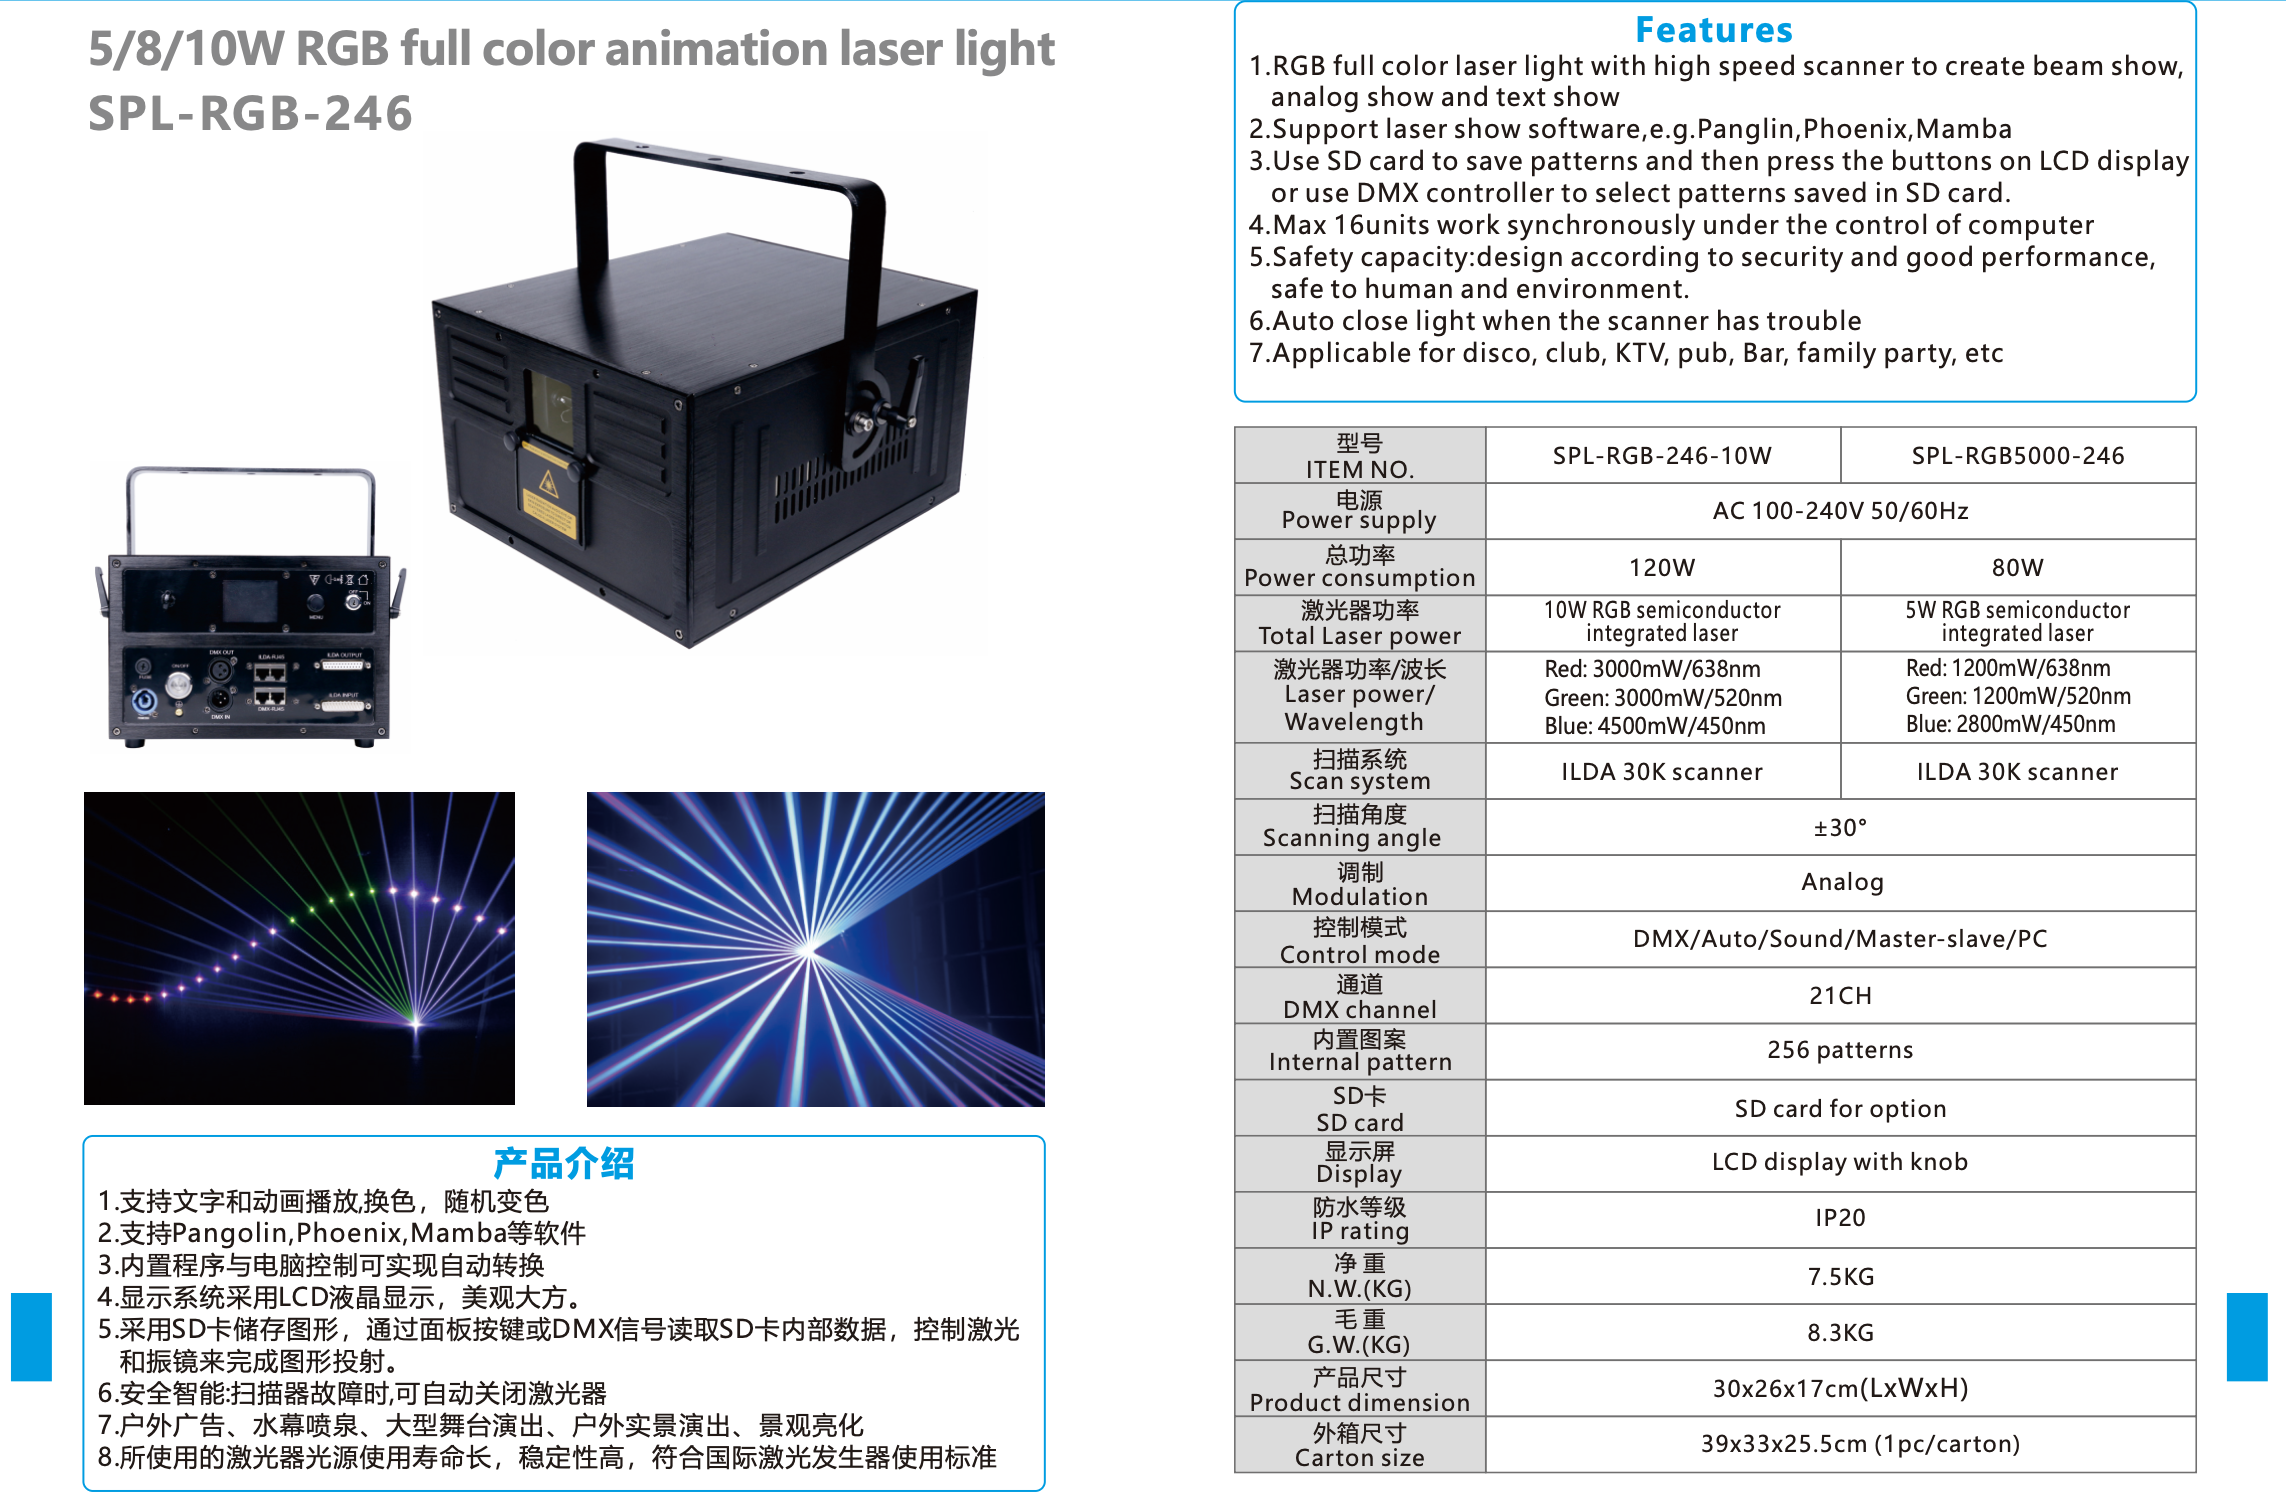 5/8/10W RGB full color animation laser light
SPL-RGB-246
MENU
OFF
ON
FUSE
ON/OFF
DMX OUT
DMX IN
ILDA-RJ45
DMX-RJ45
ILDA OUTPUT
ILDA INPUT
产品介绍
1.支持文字和动画播放,换色，随机变色
2.支持Pangolin,Phoenix,Mamba等软件
3.内置程序与电脑控制可实现自动转换
4.显示系统采用LCD液晶显示，美观大方。
5.采用SD卡储存图形，通过面板按键或DMX信号读取SD卡内部数据，控制激光
和振镜来完成图形投射。
6.安全智能:扫描器故障时,可自动关闭激光器
7.户外广告、水幕喷泉、大型舞台演出、户外实景演出、景观亮化
8.所使用的激光器光源使用寿命长，稳定性高，符合国际激光发生器使用标准
Features
1.RGB full color laser light with high speed scanner to create beam show,
analog show and text show
2.Support laser show software,e.g.Panglin,Phoenix,Mamba
3.Use SD card to save patterns and then press the buttons on LCD display
or use DMX controller to select patterns saved in SD card.
4.Max 16units work synchronously under the control of computer
5.Safety capacity:design according to security and good performance,
safe to human and environment.
6.Auto close light when the scanner has trouble
7.Applicable for disco, club, KTV, pub, Bar, family party, etc
型号
ITEM NO.
SPL-RGB-246-10W
SPL-RGB5000-246
电源
Power supply
AC 100-240V 50/60Hz
总功率
Power consumption
120W
80W
激光器功率
Total Laser power
10W RGB semiconductor
integrated laser
5W RGB semiconductor
integrated laser
激光器功率/波长
Laser power/
Wavelength
Red: 3000mW/638nm
Green: 3000mW/520nm
Blue: 4500mW/450nm
Red: 1200mW/638nm
Green: 1200mW/520nm
Blue: 2800mW/450nm
扫描系统
Scan system
ILDA 30K scanner
ILDA 30K scanner
扫描角度
Scanning angle
±30°
调制
Modulation
Analog
控制模式
Control mode
DMX/Auto/Sound/Master-slave/PC
通道
DMX channel
21CH
内置图案
Internal pattern
256 patterns
SD卡
SD card
SD card for option
显示屏
Display
LCD display with knob
防水等级
IP rating
IP20
净 重
N.W.(KG)
7.5KG
毛 重
G.W.(KG)
8.3KG
产品尺寸
Product dimension
30x26x17cm(LxWxH)
外箱尺寸
Carton size
39x33x25.5cm (1pc/carton)